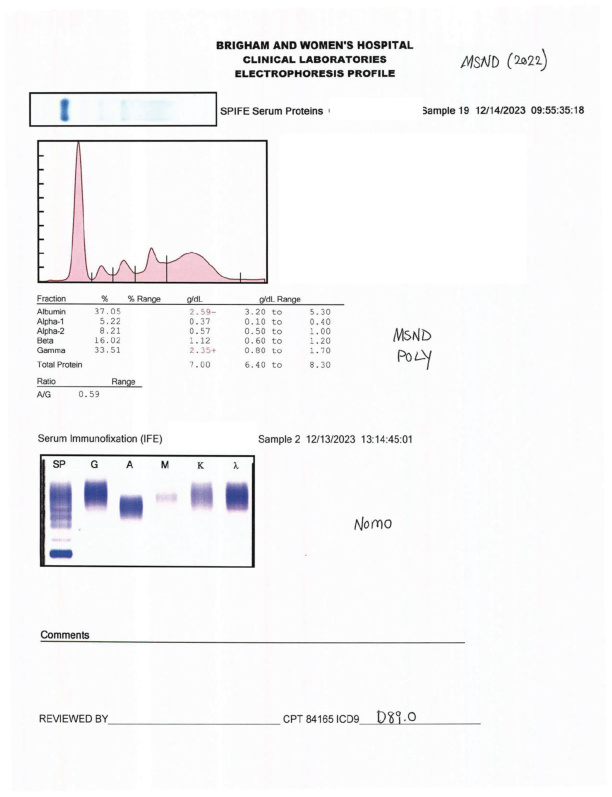 BRIGHAM AND WOMEN'S HOSPITAL
CLINICAL LABORATORIES
ELECTROPHORESIS PROFILE
MSND (2022)
SPIFE Serum Proteins
Sample 19 12/14/2023 09:55:35:18
Fraction % % Range g/dL g/dL Range
Albumin 37.05 2.59- 3.20 to 5.30
Alpha-1 5.22 0.37 0.10 to 0.40
Alpha-2 8.21 0.57 0.50 to 1.00
Beta 16.02 1.12 0.60 to 1.20
Gamma 33.51 2.35+ 0.80 to 1.70
Total Protein 7.00 6.40 to 8.30
MSND
POLY
Ratio Range
A/G 0.59
Serum Immunofixation (IFE) Sample 2 12/13/2023 13:14:45:01
SP G A M K λ
Nomo
Comments
REVIEWED BY CPT 84165 ICD9 D89.0